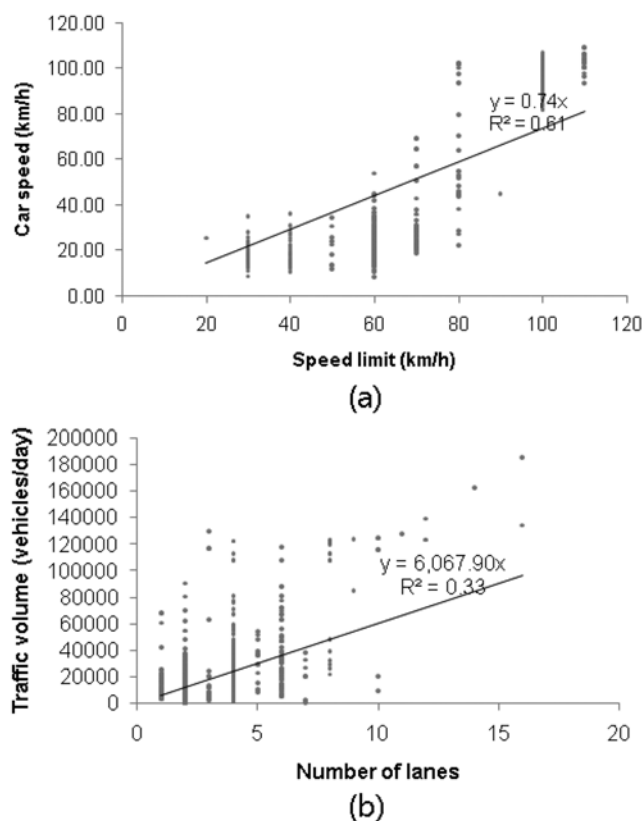 120.00
100.00
80.00
60.00
40.00
20.00
0.00
Car speed (km/h)
y = 0.74x
R² = 0.61
0 20 40 60 80 100 120
Speed limit (km/h)
(a)
200000
180000
160000
140000
120000
100000
80000
60000
40000
20000
0
Traffic volume (vehicles/day)
y = 6,067.90x
R² = 0.33
0 5 10 15 20
Number of lanes
(b)